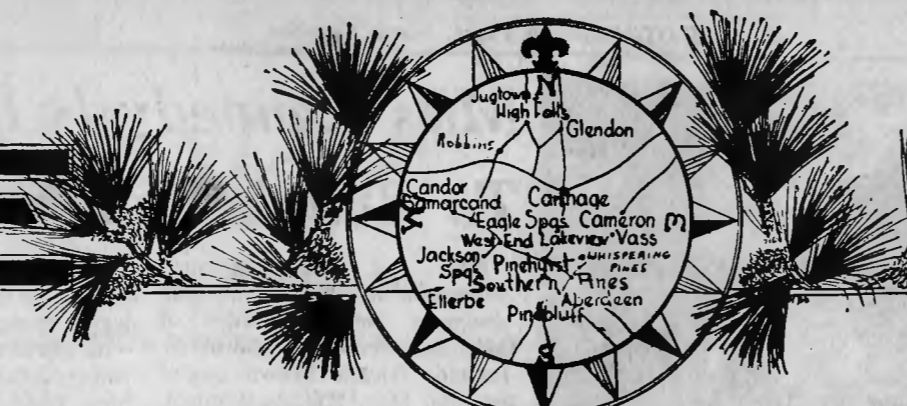 N
Jugtown
High Falls
Glendon
Robbins
Candor
Samarcand
Carthage
W
Eagle Spgs Cameron E
West End Lakeview Vass
Jackson Spgs
Pinehurst
WHISPERING PINES
Southern Pines
Ellerbe
Aberdeen
Pinebluff
S